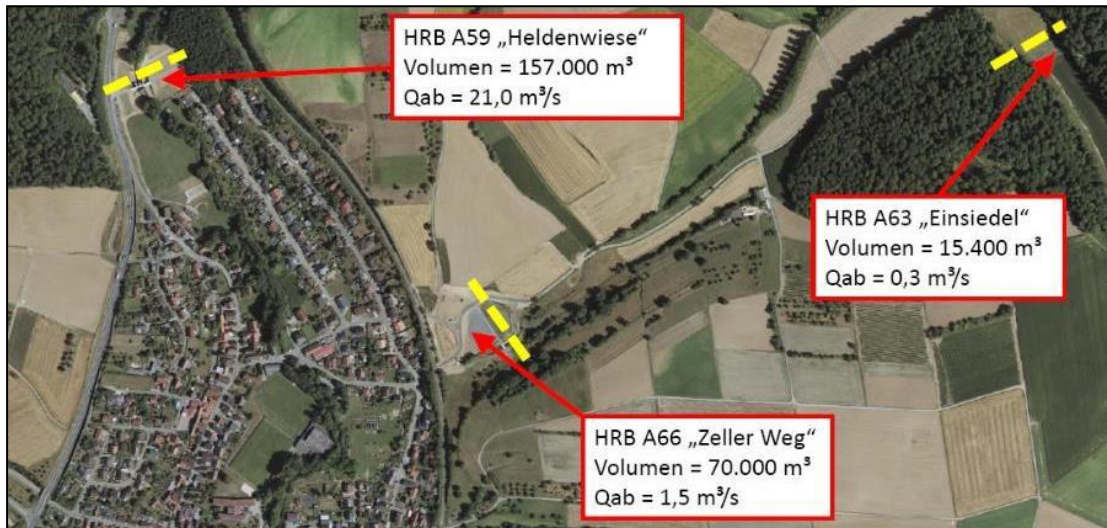 HRB A59 „Heldenwiese“
Volumen = 157.000 m³
Qab = 21,0 m³/s
HRB A63 „Einsiedel“
Volumen = 15.400 m³
Qab = 0,3 m³/s
HRB A66 „Zeller Weg“
Volumen = 70.000 m³
Qab = 1,5 m³/s